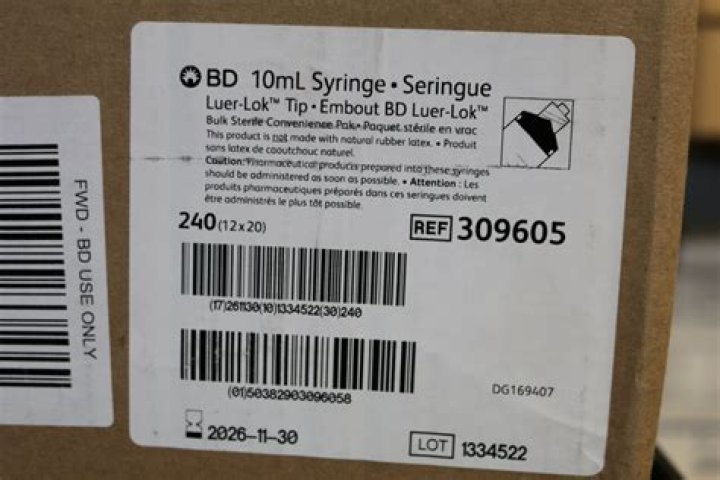 BD 10mL Syringe • Seringue
Luer-Lok™ Tip • Embout BD Luer-Lok™
Bulk Sterile Convenience Pak • Paquet stérile en vrac
This product is not made with natural rubber latex. • Produit
sans latex de caoutchouc naturel.
Caution: Pharmaceutical products prepared into these syringes
should be administered as soon as possible. • Attention : Les
produits pharmaceutiques préparés dans ces seringues doivent
être administrés le plus tôt possible.
240 (12x20)
REF 309605
(17)261130(10)1334522(30)240
(01)50382903096058
DG169407
2026-11-30
LOT 1334522
FWD - BD USE ONLY